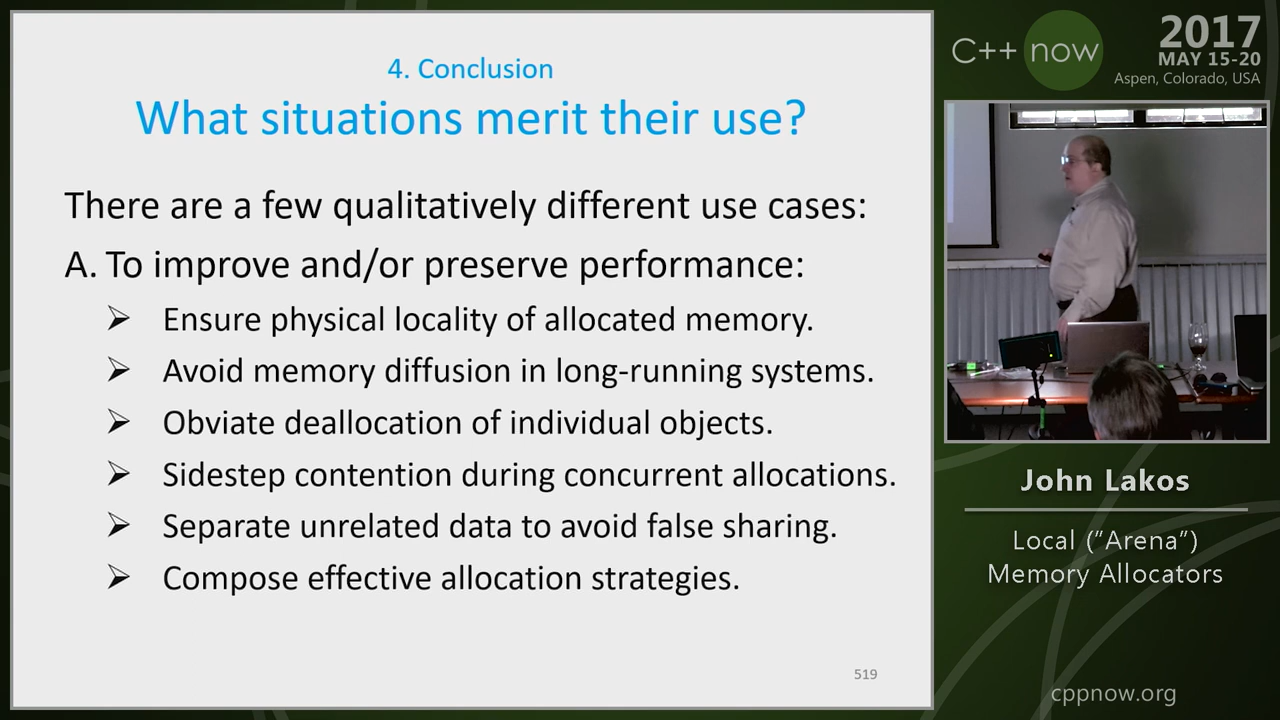 4. Conclusion
What situations merit their use?
There are a few qualitatively different use cases:
A. To improve and/or preserve performance:
➢ Ensure physical locality of allocated memory.
➢ Avoid memory diffusion in long-running systems.
➢ Obviate deallocation of individual objects.
➢ Sidestep contention during concurrent allocations.
➢ Separate unrelated data to avoid false sharing.
➢ Compose effective allocation strategies.
519
C++ now
2017
MAY 15-20
Aspen, Colorado, USA
John Lakos
Local ("Arena")
Memory Allocators
cppnow.org